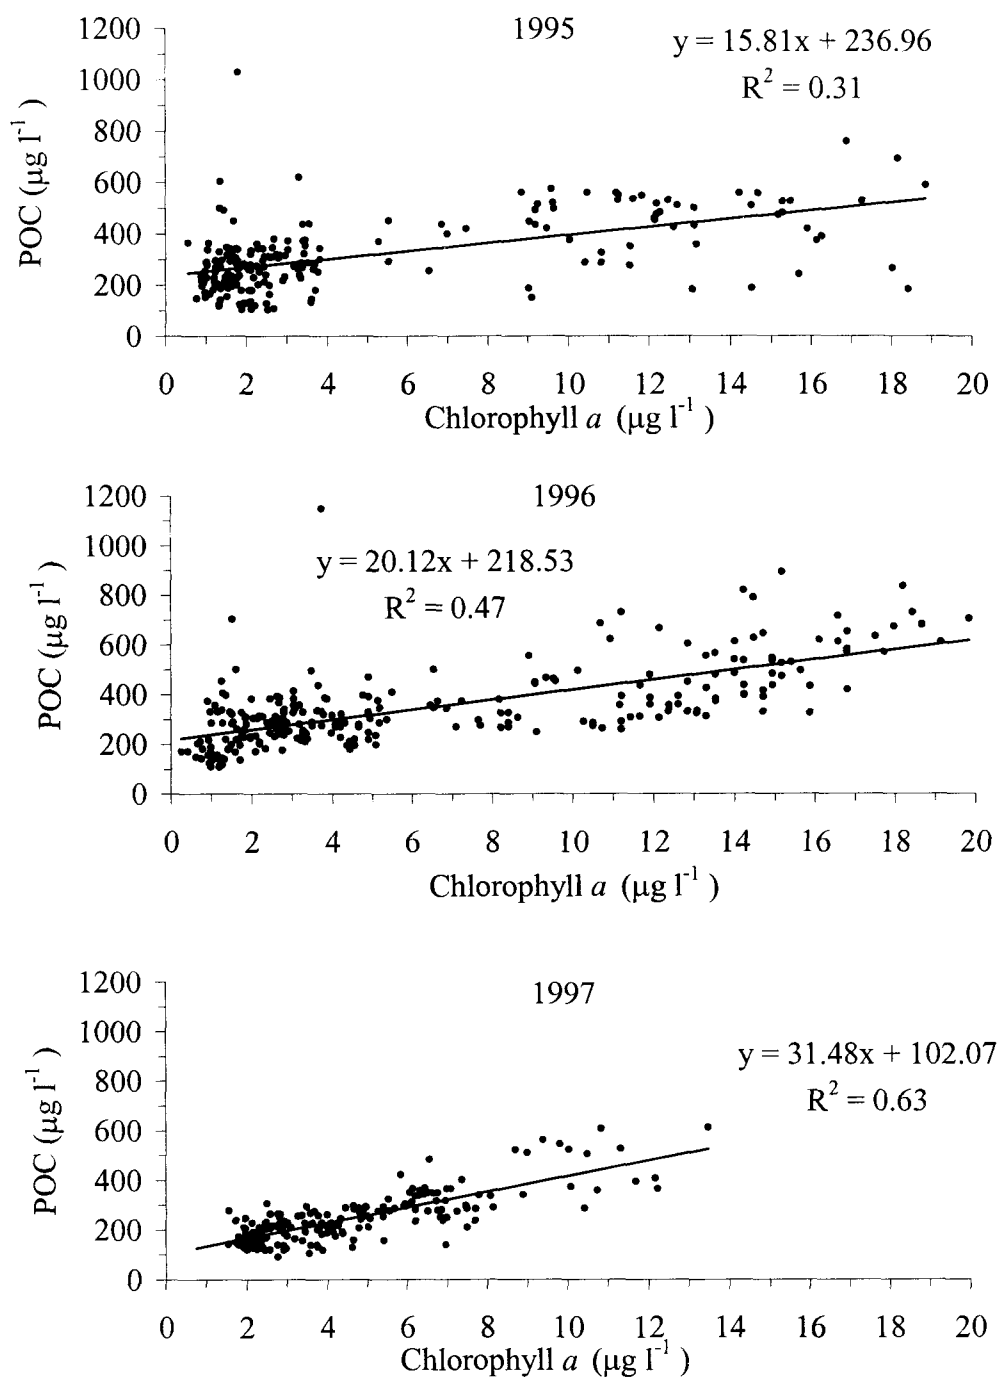 1995
y = 15.81x + 236.96
R² = 0.31
POC (µg l⁻¹)
1200
1000
800
600
400
200
0
0 2 4 6 8 10 12 14 16 18 20
Chlorophyll a (µg l⁻¹ )
1996
y = 20.12x + 218.53
R² = 0.47
POC (µg l⁻¹)
1200
1000
800
600
400
200
0
0 2 4 6 8 10 12 14 16 18 20
Chlorophyll a (µg l⁻¹ )
1997
y = 31.48x + 102.07
R² = 0.63
POC (µg l⁻¹)
1200
1000
800
600
400
200
0
0 2 4 6 8 10 12 14 16 18 20
Chlorophyll a (µg l⁻¹ )